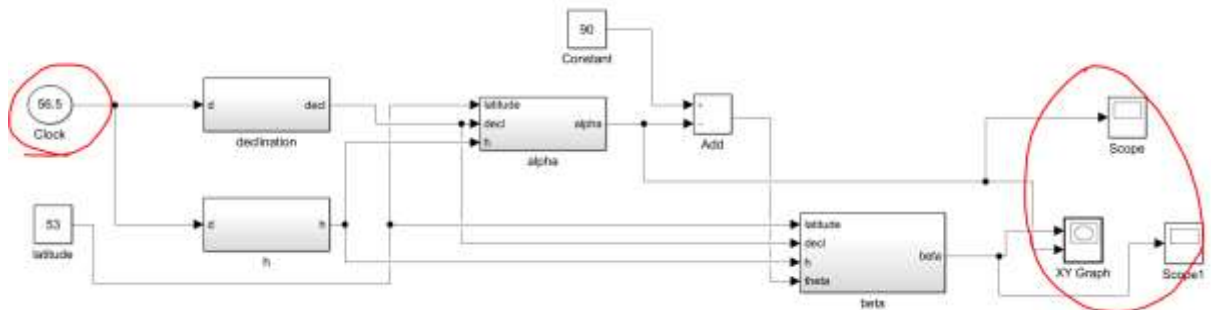 90
Constant
56.5
Clock
d
decl
declination
latitude
decl
h
alpha
alpha
+
−
Add
Scope
53
latitude
d
h
h
latitude
decl
h
theta
beta
beta
XY Graph
Scope1